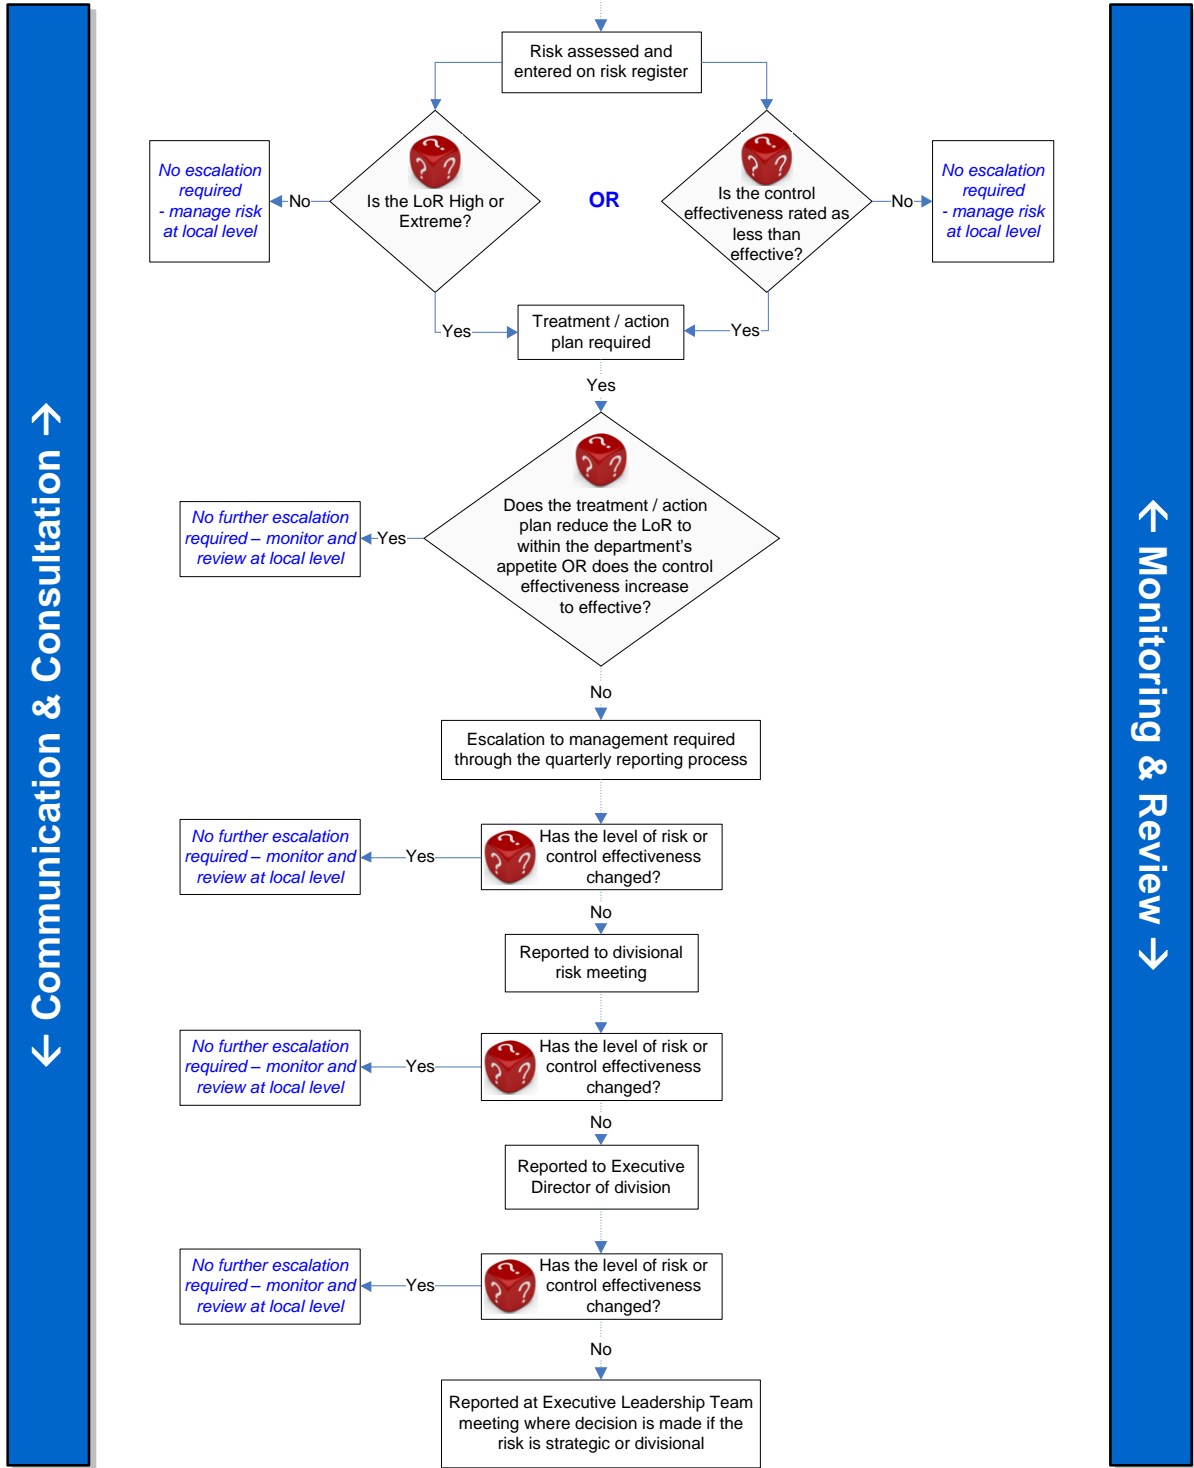 Risk assessed and
entered on risk register
No escalation
required
- manage risk
at local level
No
? ? ?
Is the LoR High or
Extreme?
OR
? ? ?
Is the control
effectiveness rated as
less than
effective?
No
No escalation
required
- manage risk
at local level
Yes
Treatment / action
plan required
Yes
Yes
? ? ?
Does the treatment / action
plan reduce the LoR to
within the department's
appetite OR does the control
effectiveness increase
to effective?
Yes
No further escalation
required – monitor and
review at local level
No
Escalation to management required
through the quarterly reporting process
? ? ?
Has the level of risk or
control effectiveness
changed?
Yes
No further escalation
required – monitor and
review at local level
No
Reported to divisional
risk meeting
? ? ?
Has the level of risk or
control effectiveness
changed?
Yes
No further escalation
required – monitor and
review at local level
No
Reported to Executive
Director of division
? ? ?
Has the level of risk or
control effectiveness
changed?
Yes
No further escalation
required – monitor and
review at local level
No
Reported at Executive Leadership Team
meeting where decision is made if the
risk is strategic or divisional
← Communication & Consultation →
← Monitoring & Review →